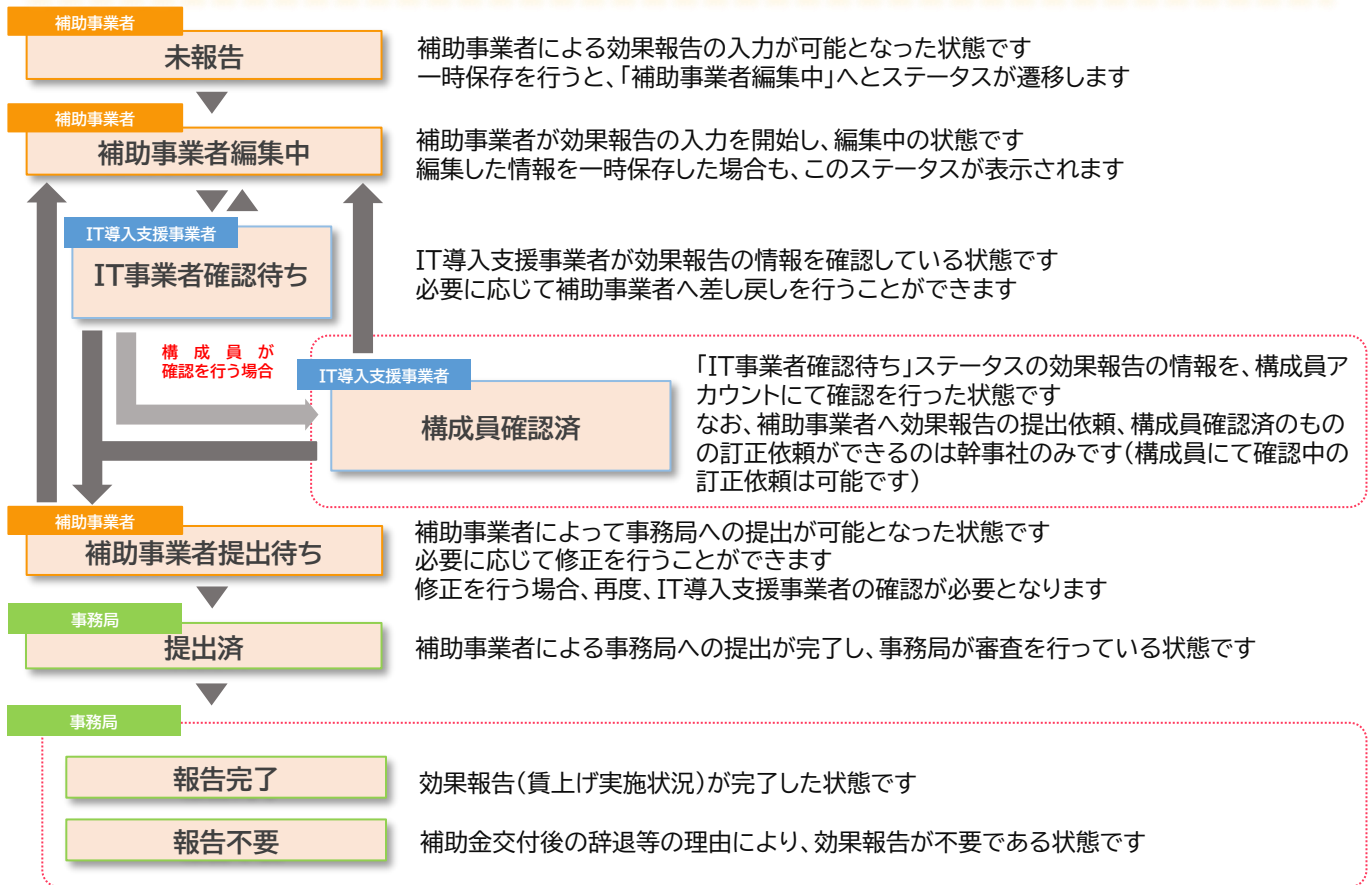 補助事業者
未報告
補助事業者による効果報告の入力が可能となった状態です
一時保存を行うと、「補助事業者編集中」へとステータスが遷移します
補助事業者
補助事業者編集中
補助事業者が効果報告の入力を開始し、編集中の状態です
編集した情報を一時保存した場合も、このステータスが表示されます
IT導入支援事業者
IT事業者確認待ち
IT導入支援事業者が効果報告の情報を確認している状態です
必要に応じて補助事業者へ差し戻しを行うことができます
構成員が
確認を行う場合
IT導入支援事業者
構成員確認済
「IT事業者確認待ち」ステータスの効果報告の情報を、構成員ア
カウントにて確認を行った状態です
なお、補助事業者へ効果報告の提出依頼、構成員確認済のもの
の訂正依頼ができるのは幹事社のみです(構成員にて確認中の
訂正依頼は可能です)
補助事業者
補助事業者提出待ち
補助事業者によって事務局への提出が可能となった状態です
必要に応じて修正を行うことができます
修正を行う場合、再度、IT導入支援事業者の確認が必要となります
事務局
提出済
補助事業者による事務局への提出が完了し、事務局が審査を行っている状態です
事務局
報告完了
効果報告(賃上げ実施状況)が完了した状態です
報告不要
補助金交付後の辞退等の理由により、効果報告が不要である状態です